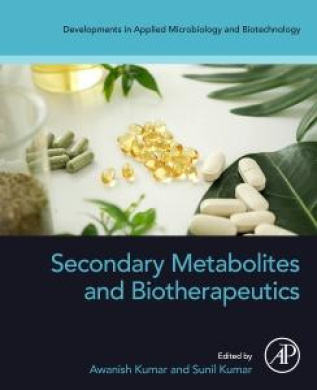 Developments in Applied Microbiology and Biotechnology
Secondary Metabolites
and Biotherapeutics
Edited by
Awanish Kumar and Sunil Kumar
AP